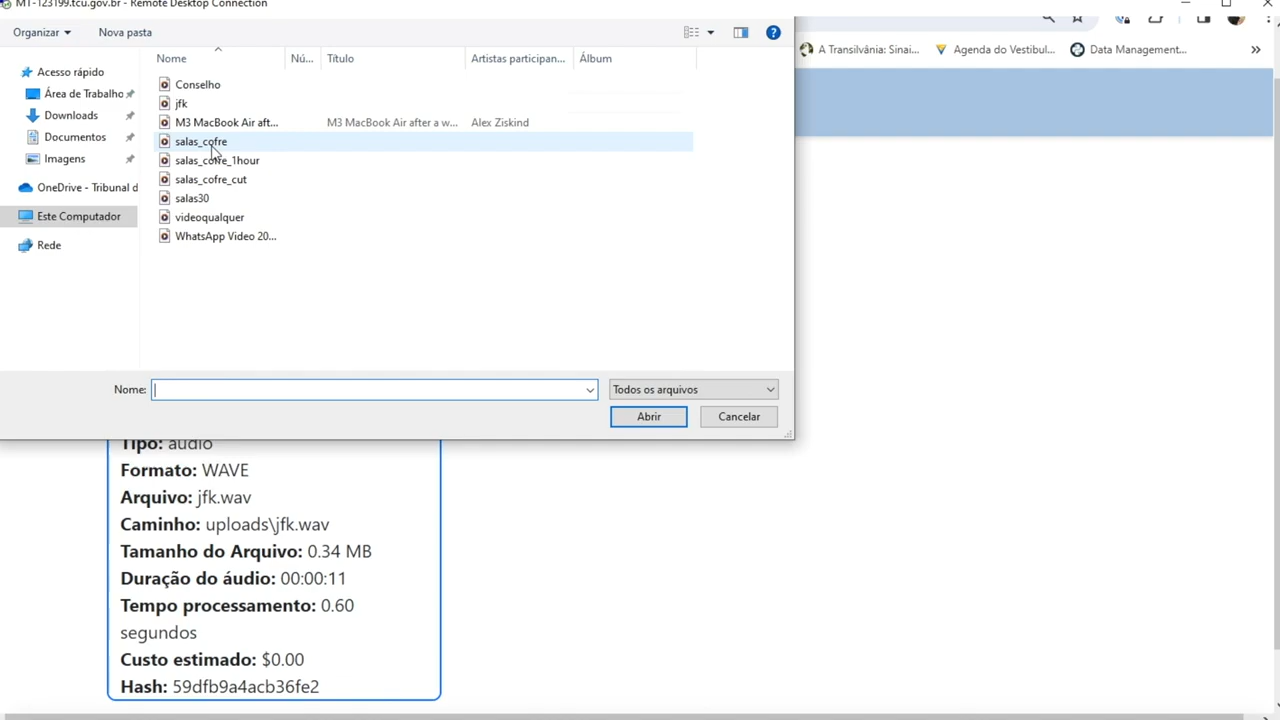 MT-123199.tcu.gov.br - Remote Desktop Connection
Organizar Nova pasta
A Transilvânia: Sinai... Agenda do Vestibul... Data Management... »
Nome Nú... Título Artistas participan... Álbum
Acesso rápido
Área de Trabalho
Downloads
Documentos
Imagens
OneDrive - Tribunal d
Este Computador
Rede
Conselho
jfk
M3 MacBook Air aft... M3 MacBook Air after a w... Alex Ziskind
salas_cofre
salas_cofre_1hour
salas_cofre_cut
salas30
videoqualquer
WhatsApp Video 20...
Nome: Todos os arquivos
Abrir Cancelar
Tipo: áudio
Formato: WAVE
Arquivo: jfk.wav
Caminho: uploads\jfk.wav
Tamanho do Arquivo: 0.34 MB
Duração do áudio: 00:00:11
Tempo processamento: 0.60
segundos
Custo estimado: $0.00
Hash: 59dfb9a4acb36fe2